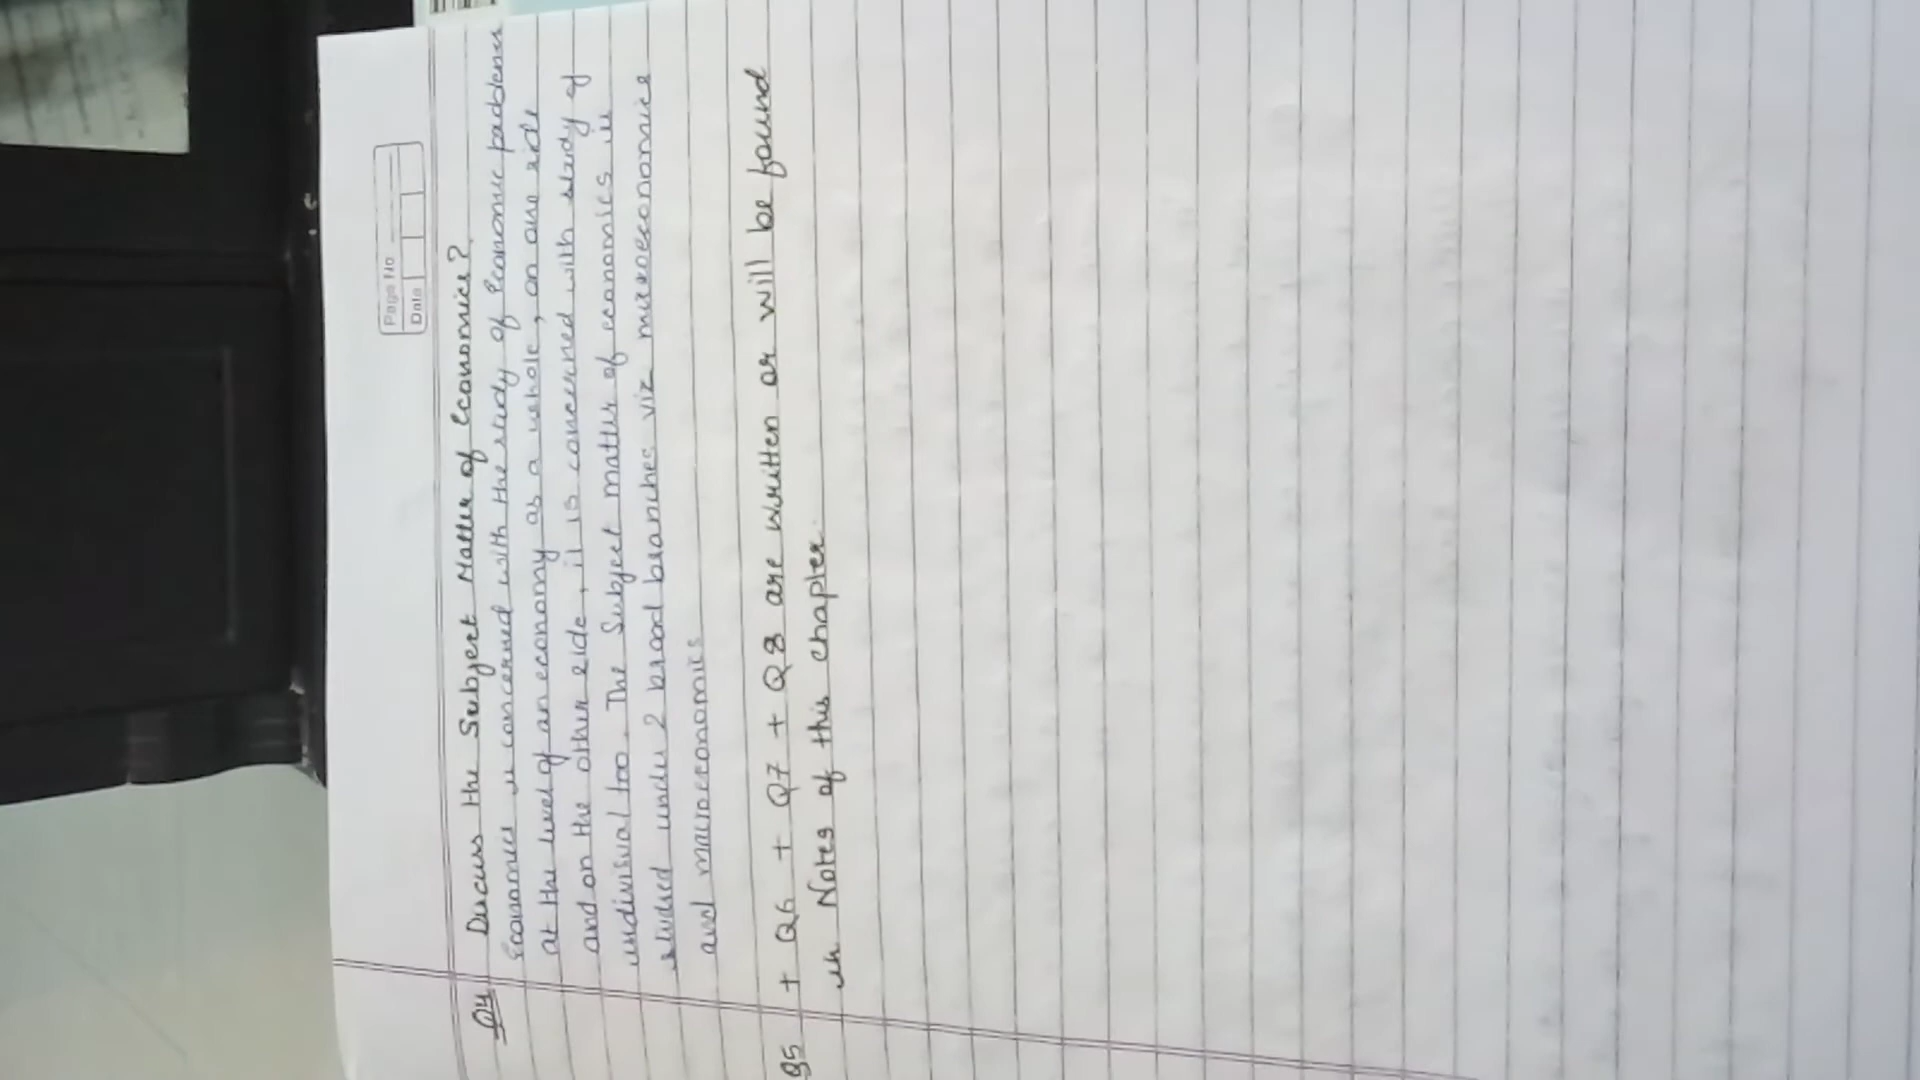 Page No
Date
Q4 Discuss the Subject Matter of Economics?
Economics is concerned with the study of Economic problems
at the level of an economy as a whole, on one side
and on the other side, it is concerned with study of
individual too. The Subject matter of economics is
studied under 2 broad branches viz microeconomics
and macroeconomics
Q5 + Q6 + Q7 + Q8 are written or will be found
in Notes of this chapter.